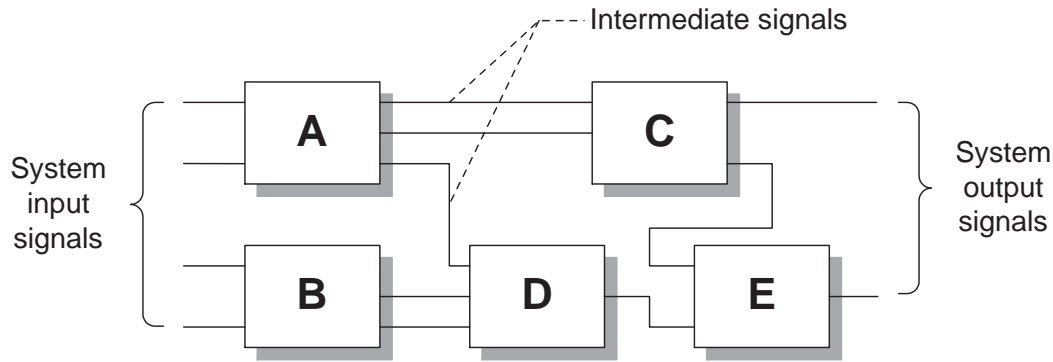 Intermediate signals
A
C
System
input
signals
System
output
signals
B
D
E